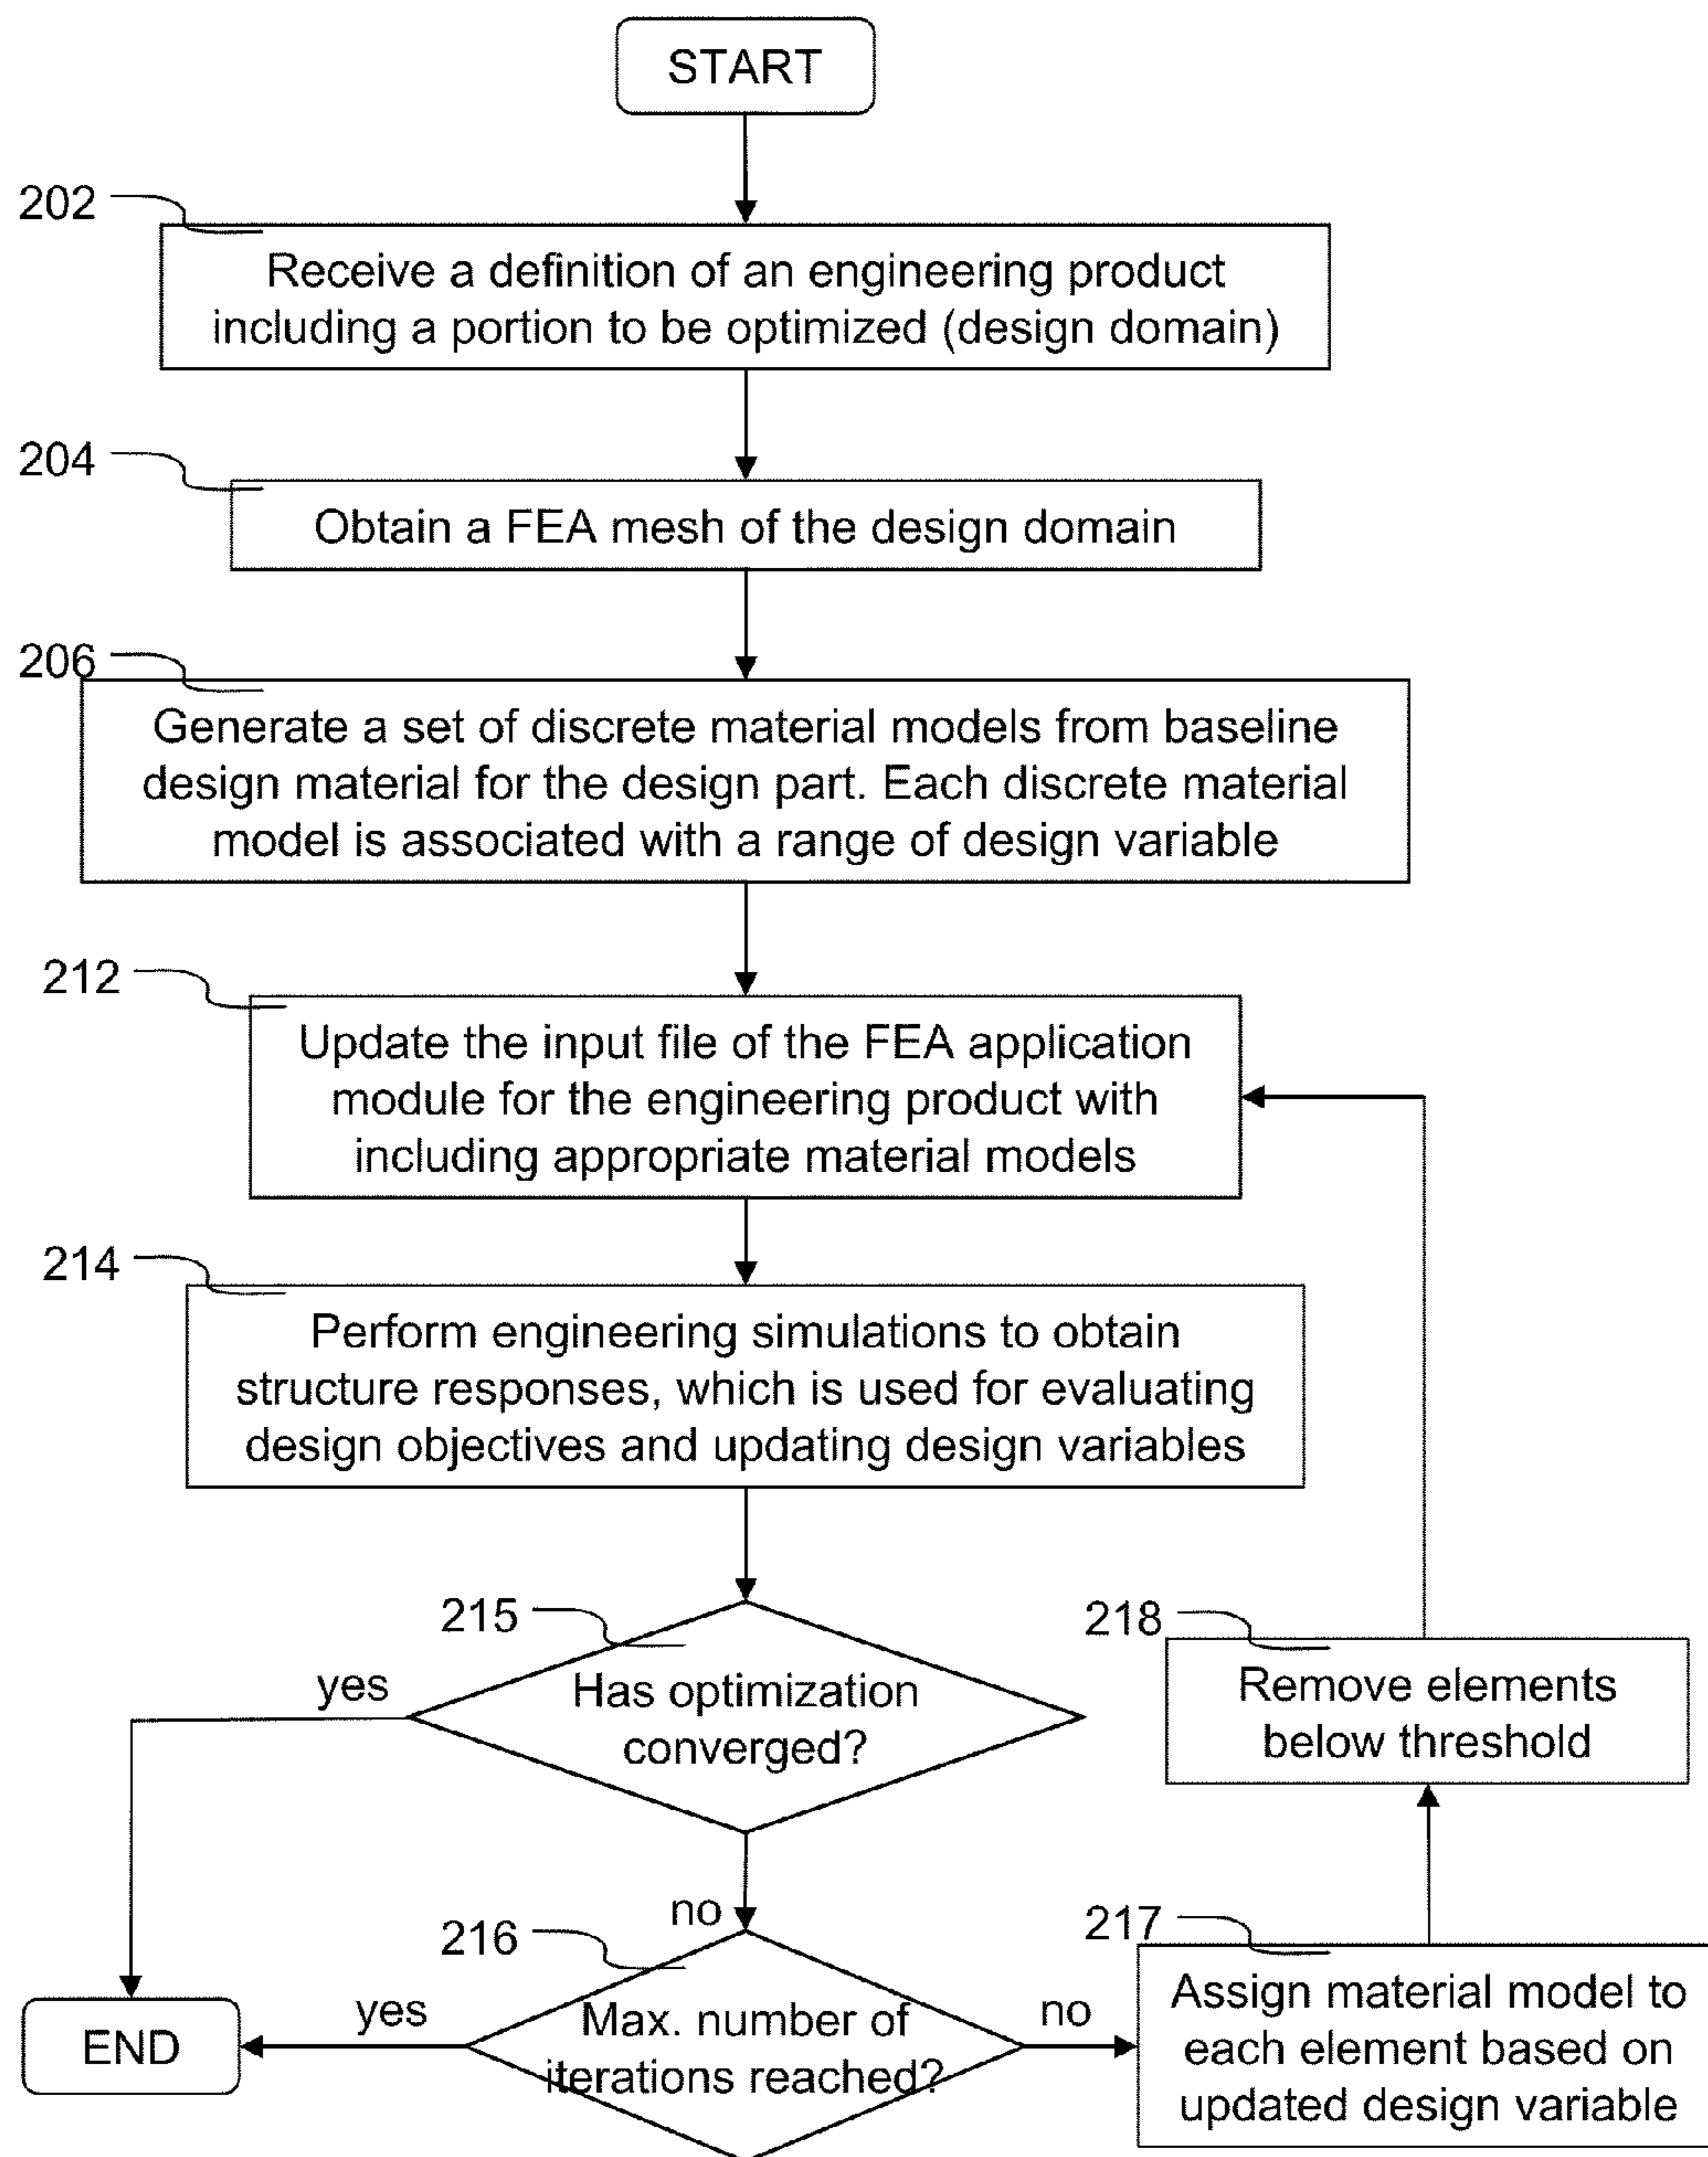 START
202
Receive a definition of an engineering product
including a portion to be optimized (design domain)
204
Obtain a FEA mesh of the design domain
206
Generate a set of discrete material models from baseline
design material for the design part. Each discrete material
model is associated with a range of design variable
212
Update the input file of the FEA application
module for the engineering product with
including appropriate material models
214
Perform engineering simulations to obtain
structure responses, which is used for evaluating
design objectives and updating design variables
215
Has optimization
converged?
yes
no
216
Max. number of
iterations reached?
yes
no
END
217
Assign material model to
each element based on
updated design variable
218
Remove elements
below threshold